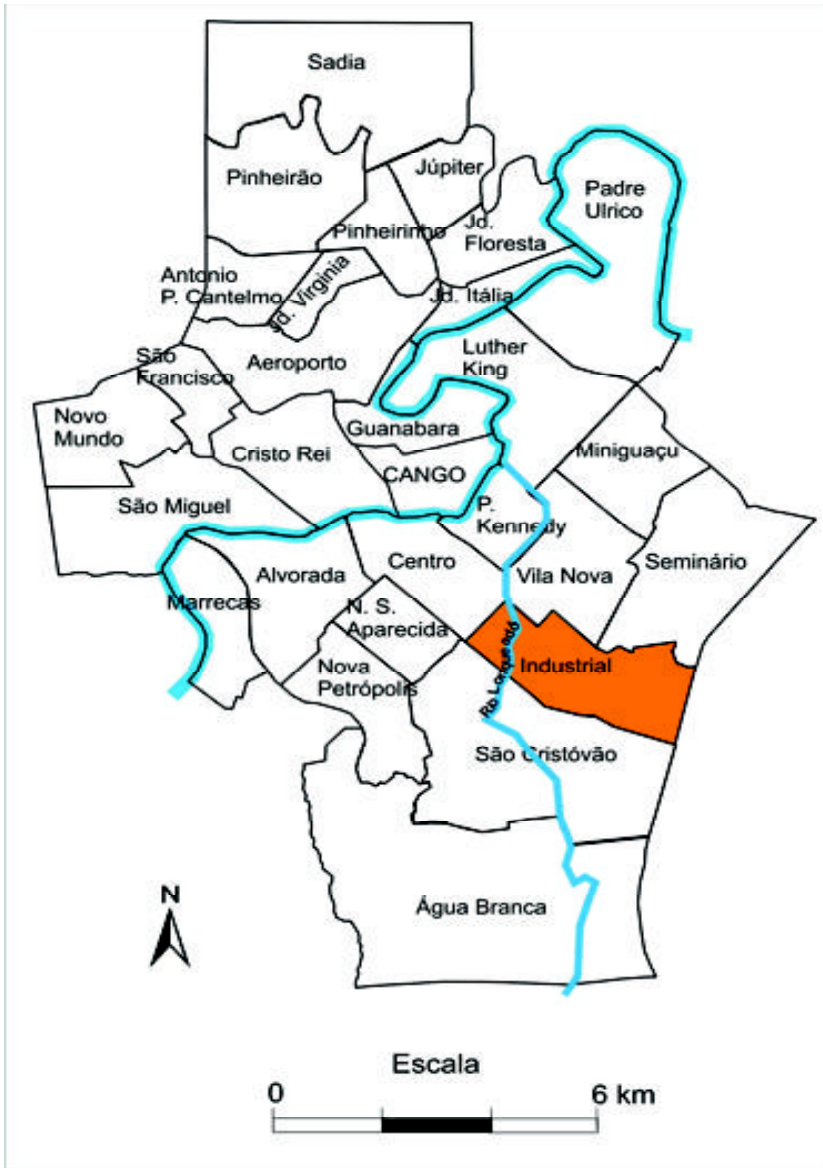 Sadia
Júpiter
Pinheirão
Padre
Ulrico
Pinheirinho
Jd.
Floresta
Antonio
P. Cantelmo
Jd. Virginia
Jd. Itália
São
Francisco
Aeroporto
Luther
King
Novo
Mundo
Guanabara
Cristo Rei
CANGO
Miniguaçu
São Miguel
P.
Kennedy
Centro
Vila Nova
Seminário
Alvorada
Marrecas
N. S.
Aparecida
Nova
Petrópolis
Industrial
São Cristóvão
Água Branca
N
Escala
0 6 km